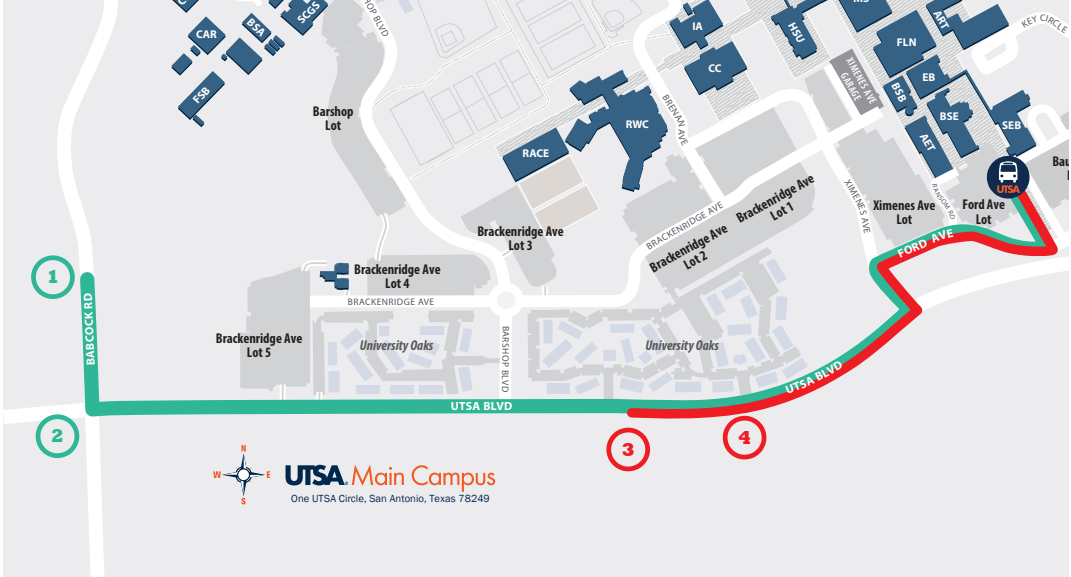 SCGS
BSA
CAR
FSB
Barshop
Lot
IA
HSU
CC
FLN
ART
KEY CIRCLE
XIMENES AVE
GARAGE
EB
BSB
BSE
SEB
AET
BRENAN AVE
RWC
RACE
UTSA
Brackenridge Ave
Lot 1
BRACKENRIDGE AVE
Brackenridge Ave
Lot 2
Brackenridge Ave
Lot 3
XIMENES AVE
Ximenes Ave
Lot
RANSOM RD
Ford Ave
Lot
FORD AVE
1
BABCOCK RD
Brackenridge Ave
Lot 4
BRACKENRIDGE AVE
Brackenridge Ave
Lot 5
University Oaks
BARSHOP BLVD
University Oaks
UTSA BLVD
UTSA BLVD
2
3
4
N
W E
S
UTSA. Main Campus
One UTSA Circle, San Antonio, Texas 78249